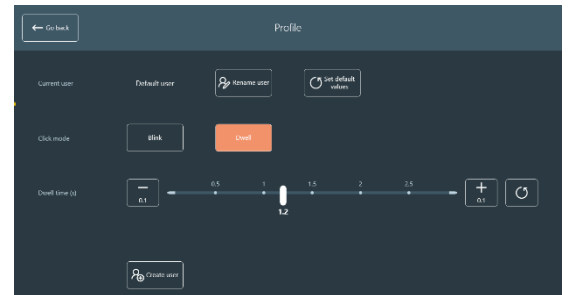 Go back
Profile
Current user
Default user
Rename user
Set default
values
Click mode
Blink
Dwell
Dwell time (s)
0.1
0.5
1
1.5
2
2.5
0.1
1.2
Create user